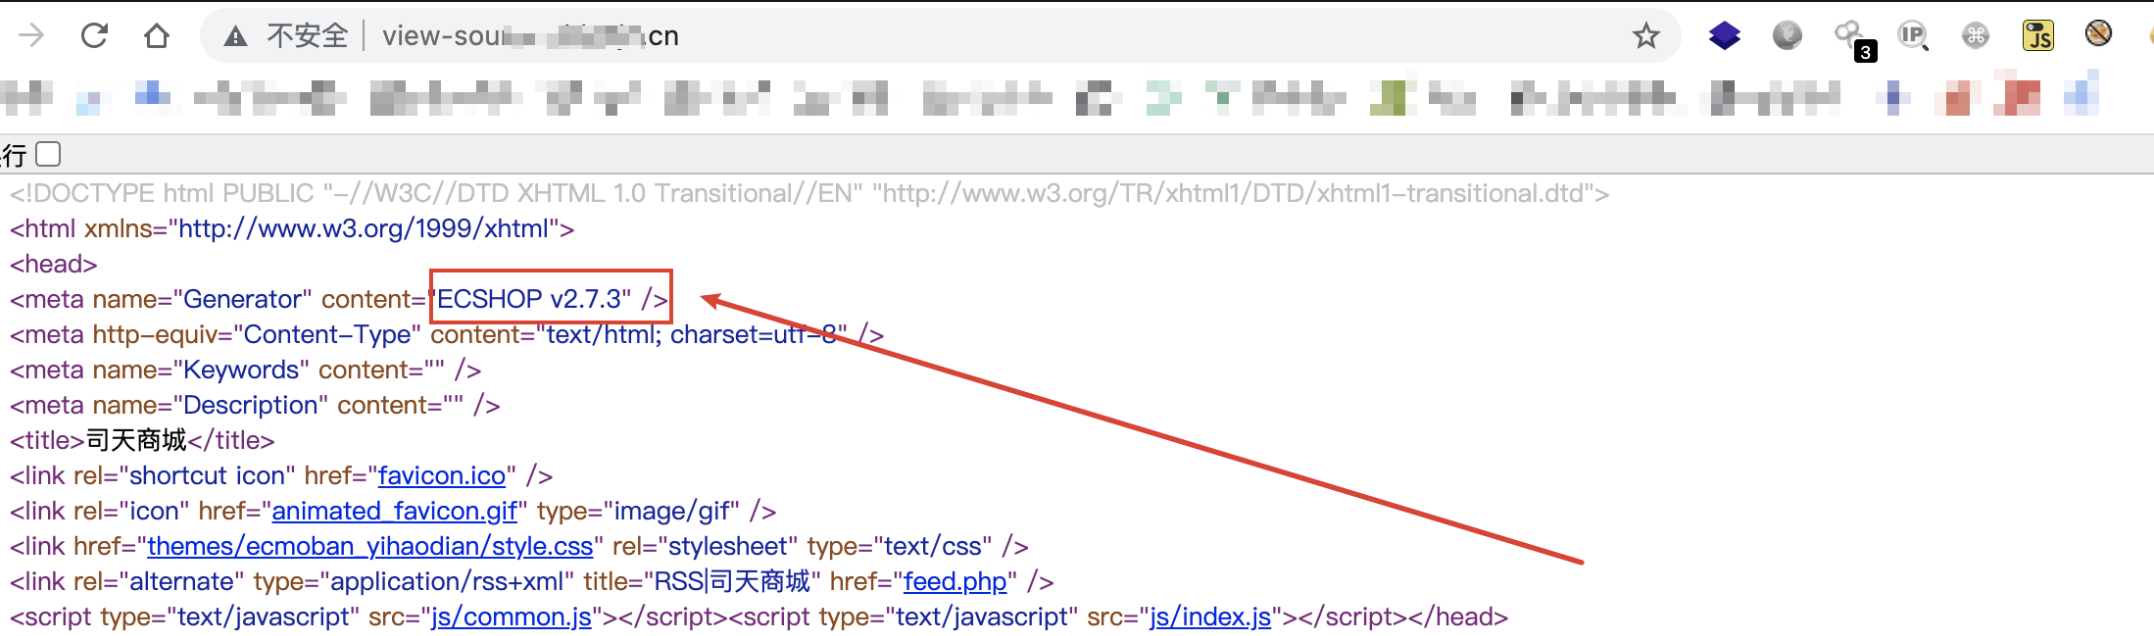 不安全 view-sou .cn
3
IP
JS
行
<!DOCTYPE html PUBLIC "-//W3C//DTD XHTML 1.0 Transitional//EN" "http://www.w3.org/TR/xhtml1/DTD/xhtml1-transitional.dtd">
<html xmlns="http://www.w3.org/1999/xhtml">
<head>
<meta name="Generator" content="ECSHOP v2.7.3" />
<meta http-equiv="Content-Type" content="text/html; charset=utf-8" />
<meta name="Keywords" content="" />
<meta name="Description" content="" />
<title>司天商城</title>
<link rel="shortcut icon" href="favicon.ico" />
<link rel="icon" href="animated_favicon.gif" type="image/gif" />
<link href="themes/ecmoban_yihaodian/style.css" rel="stylesheet" type="text/css" />
<link rel="alternate" type="application/rss+xml" title="RSS|司天商城" href="feed.php" />
<script type="text/javascript" src="js/common.js"></script><script type="text/javascript" src="js/index.js"></script></head>